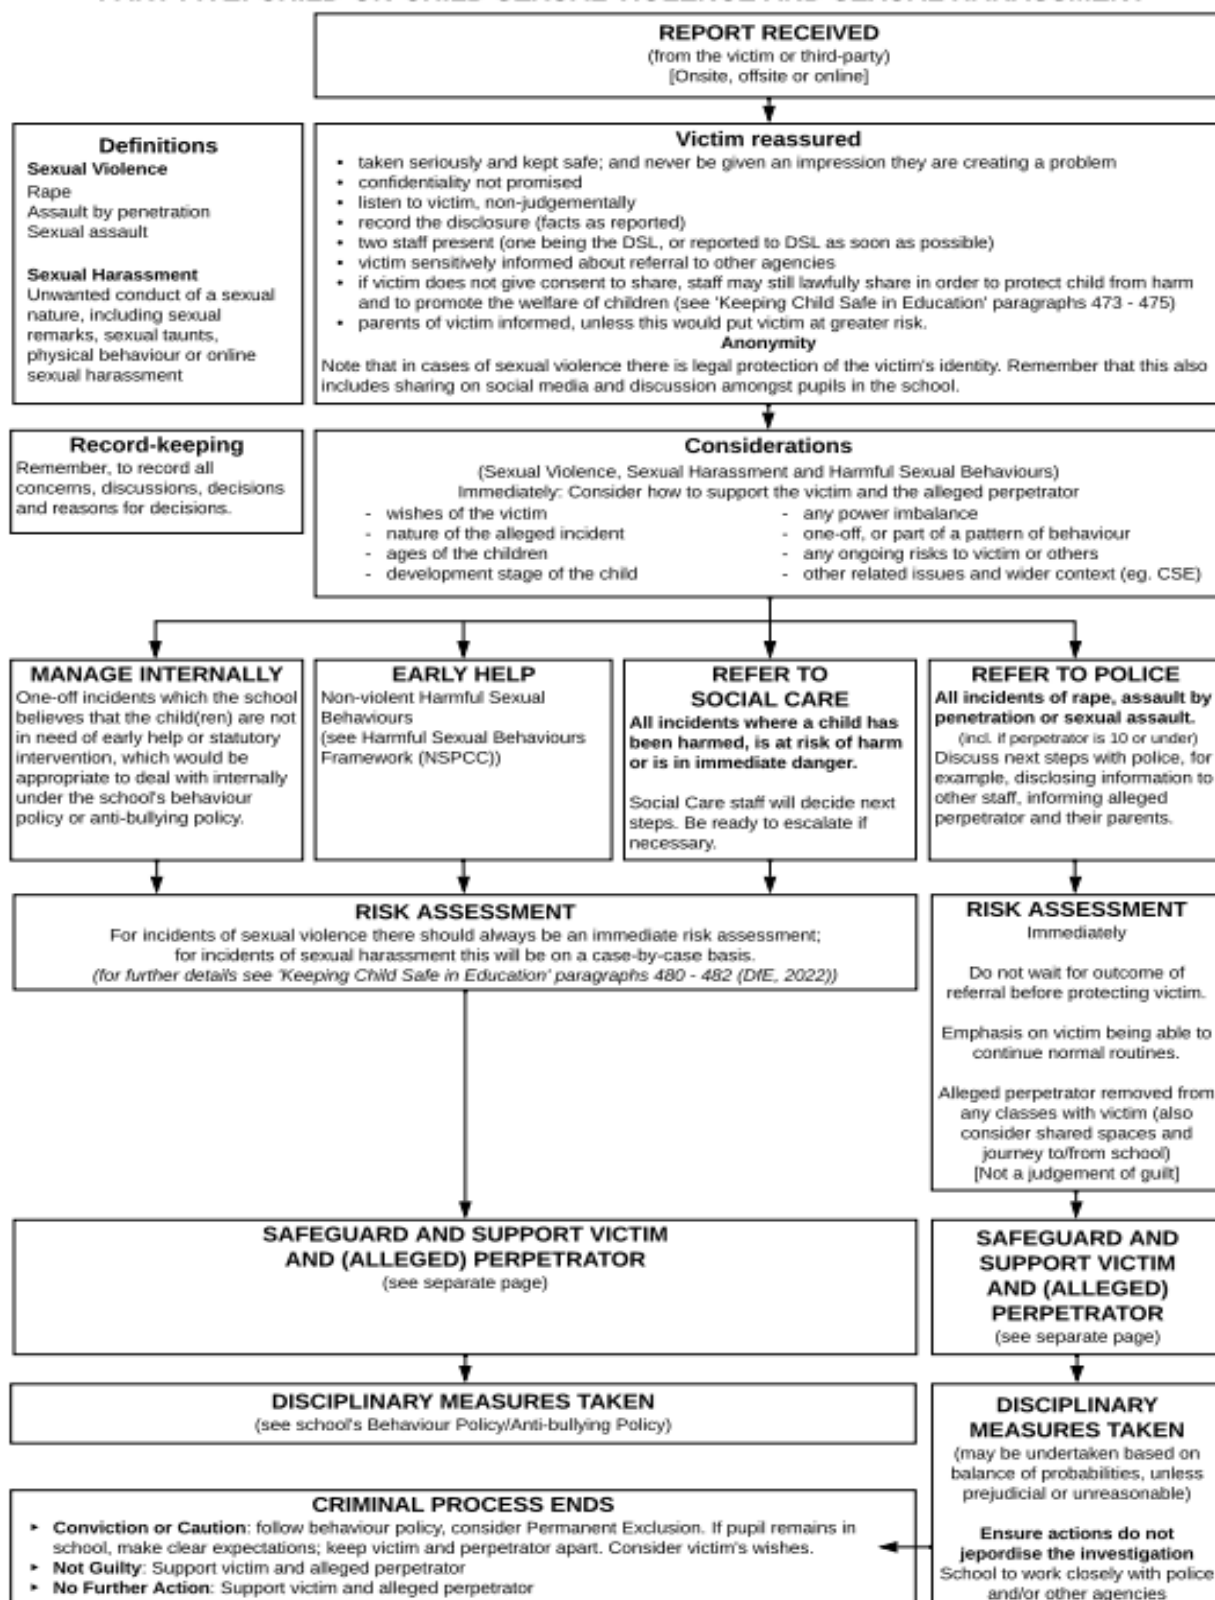 REPORT RECEIVED
(from the victim or third-party)
[Onsite, offsite or online]
Definitions
Sexual Violence
Rape
Assault by penetration
Sexual assault
Sexual Harassment
Unwanted conduct of a sexual
nature, including sexual
remarks, sexual taunts,
physical behaviour or online
sexual harassment
Victim reassured
• taken seriously and kept safe; and never be given an impression they are creating a problem
• confidentiality not promised
• listen to victim, non-judgementally
• record the disclosure (facts as reported)
• two staff present (one being the DSL, or reported to DSL as soon as possible)
• victim sensitively informed about referral to other agencies
• if victim does not give consent to share, staff may still lawfully share in order to protect child from harm
and to promote the welfare of children (see 'Keeping Child Safe in Education' paragraphs 473 - 475)
• parents of victim informed, unless this would put victim at greater risk.
Anonymity
Note that in cases of sexual violence there is legal protection of the victim's identity. Remember that this also
includes sharing on social media and discussion amongst pupils in the school.
Record-keeping
Remember, to record all
concerns, discussions, decisions
and reasons for decisions.
Considerations
(Sexual Violence, Sexual Harassment and Harmful Sexual Behaviours)
Immediately: Consider how to support the victim and the alleged perpetrator
- wishes of the victim
- nature of the alleged incident
- ages of the children
- development stage of the child
- any power imbalance
- one-off, or part of a pattern of behaviour
- any ongoing risks to victim or others
- other related issues and wider context (eg. CSE)
MANAGE INTERNALLY
One-off incidents which the school
believes that the child(ren) are not
in need of early help or statutory
intervention, which would be
appropriate to deal with internally
under the school's behaviour
policy or anti-bullying policy.
EARLY HELP
Non-violent Harmful Sexual
Behaviours
(see Harmful Sexual Behaviours
Framework (NSPCC))
REFER TO
SOCIAL CARE
All incidents where a child has
been harmed, is at risk of harm
or is in immediate danger.
Social Care staff will decide next
steps. Be ready to escalate if
necessary.
REFER TO POLICE
All incidents of rape, assault by
penetration or sexual assault.
(incl. if perpetrator is 10 or under)
Discuss next steps with police, for
example, disclosing information to
other staff, informing alleged
perpetrator and their parents.
RISK ASSESSMENT
For incidents of sexual violence there should always be an immediate risk assessment;
for incidents of sexual harassment this will be on a case-by-case basis.
(for further details see 'Keeping Child Safe in Education' paragraphs 480 - 482 (DfE, 2022))
RISK ASSESSMENT
Immediately
Do not wait for outcome of
referral before protecting victim.
Emphasis on victim being able to
continue normal routines.
Alleged perpetrator removed from
any classes with victim (also
consider shared spaces and
journey to/from school)
[Not a judgement of guilt]
SAFEGUARD AND SUPPORT VICTIM
AND (ALLEGED) PERPETRATOR
(see separate page)
SAFEGUARD AND
SUPPORT VICTIM
AND (ALLEGED)
PERPETRATOR
(see separate page)
DISCIPLINARY MEASURES TAKEN
(see school's Behaviour Policy/Anti-bullying Policy)
DISCIPLINARY
MEASURES TAKEN
(may be undertaken based on
balance of probabilities, unless
prejudicial or unreasonable)
Ensure actions do not
jepordise the investigation
School to work closely with police
and/or other agencies
CRIMINAL PROCESS ENDS
‣ Conviction or Caution: follow behaviour policy, consider Permanent Exclusion. If pupil remains in
school, make clear expectations; keep victim and perpetrator apart. Consider victim's wishes.
‣ Not Guilty: Support victim and alleged perpetrator
‣ No Further Action: Support victim and alleged perpetrator